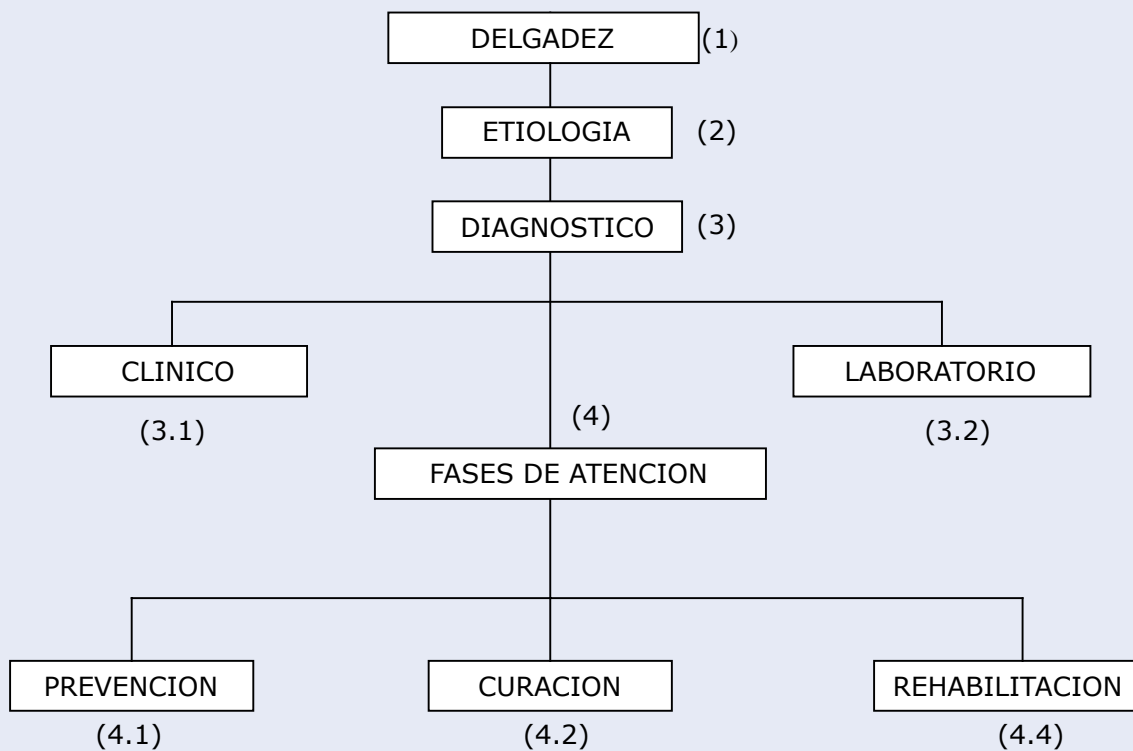 DELGADEZ (1)
ETIOLOGIA (2)
DIAGNOSTICO (3)
CLINICO
LABORATORIO
(3.1)
(3.2)
(4)
FASES DE ATENCION
PREVENCION
CURACION
REHABILITACION
(4.1)
(4.2)
(4.4)